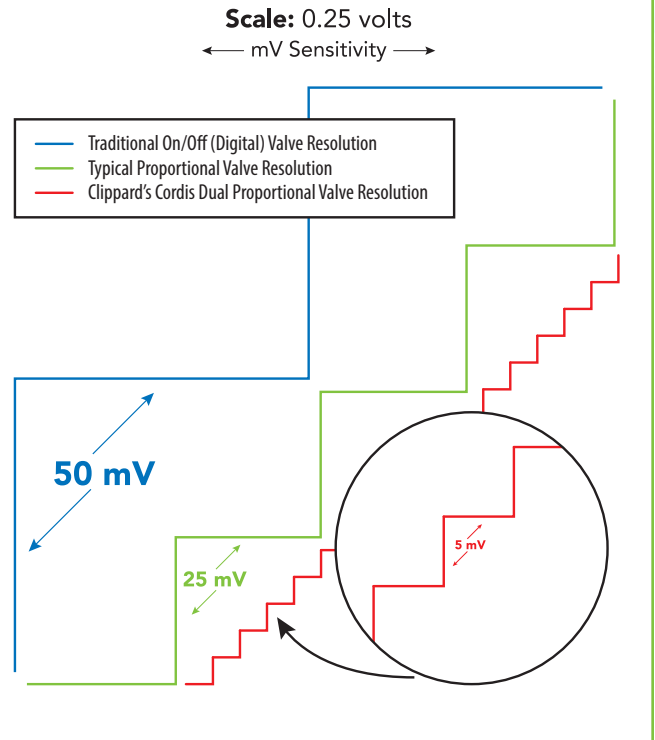 Scale: 0.25 volts
mV Sensitivity
Traditional On/Off (Digital) Valve Resolution
Typical Proportional Valve Resolution
Clippard's Cordis Dual Proportional Valve Resolution
50 mV
5 mV
25 mV